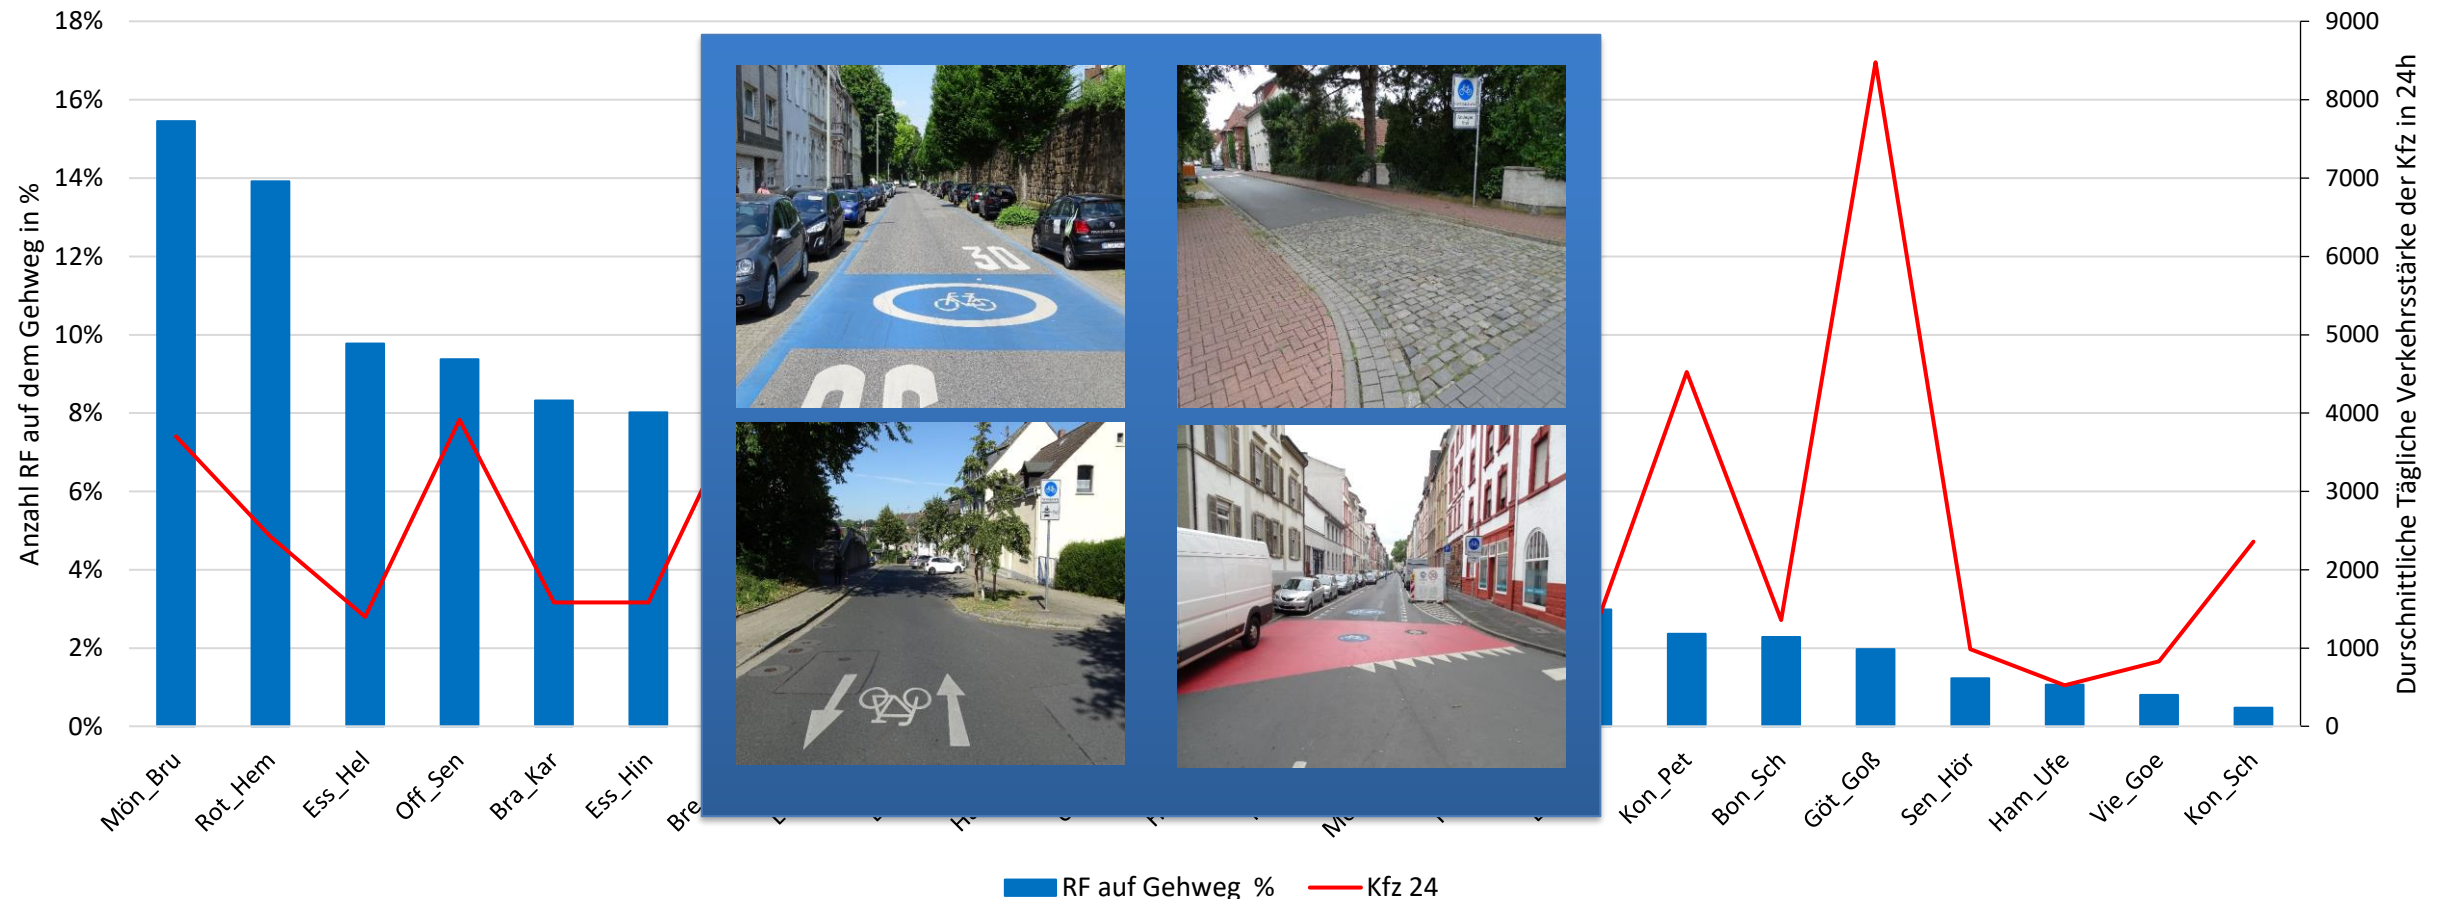 18%
16%
14%
12%
10%
8%
6%
4%
2%
0%
Anzahl RF auf dem Gehweg in %
9000
8000
7000
6000
5000
4000
3000
2000
1000
0
Durschnittliche Tägliche Verkehrsstärke der Kfz in 24h
30
Mön_Bru
Rot_Hem
Ess_Hel
Off_Sen
Bra_Kar
Ess_Hin
Bre
Kon_Pet
Bon_Sch
Göt_Goß
Sen_Hör
Ham_Ufe
Vie_Goe
Kon_Sch
RF auf Gehweg %
Kfz 24